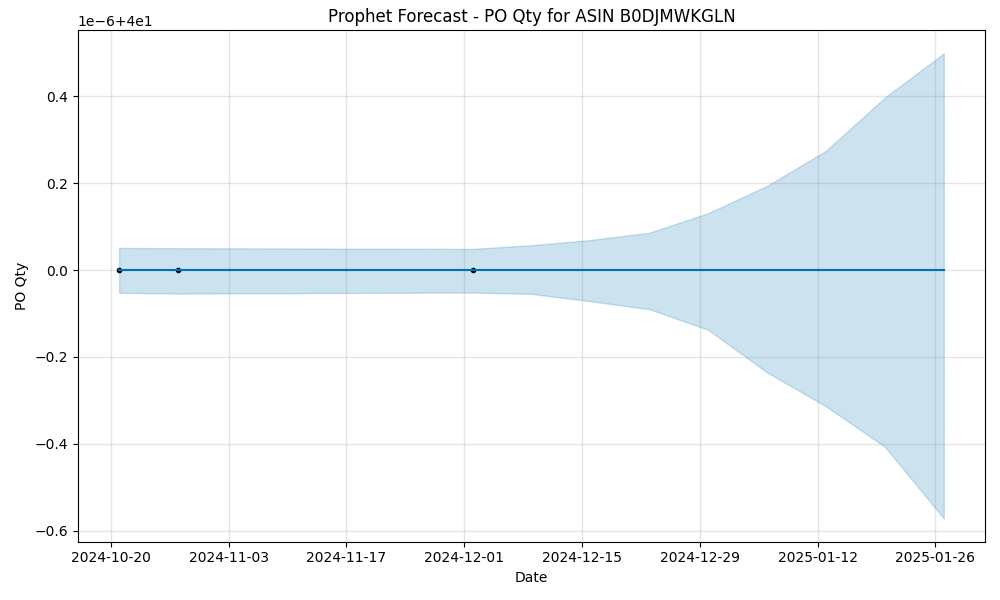 Prophet Forecast - PO Qty for ASIN B0DJMWKGLN
1e−6+4e1
0.4
0.2
0.0
−0.2
−0.4
−0.6
PO Qty
2024-10-20 2024-11-03 2024-11-17 2024-12-01 2024-12-15 2024-12-29 2025-01-12 2025-01-26
Date